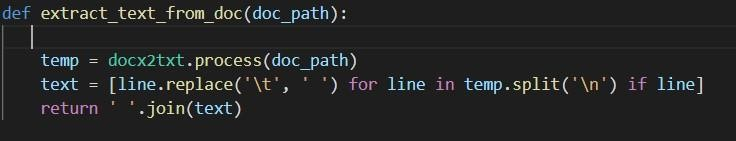 def extract_text_from_doc(doc_path):
    temp = docx2txt.process(doc_path)
    text = [line.replace('\t', ' ') for line in temp.split('\n') if line]
    return ' '.join(text)